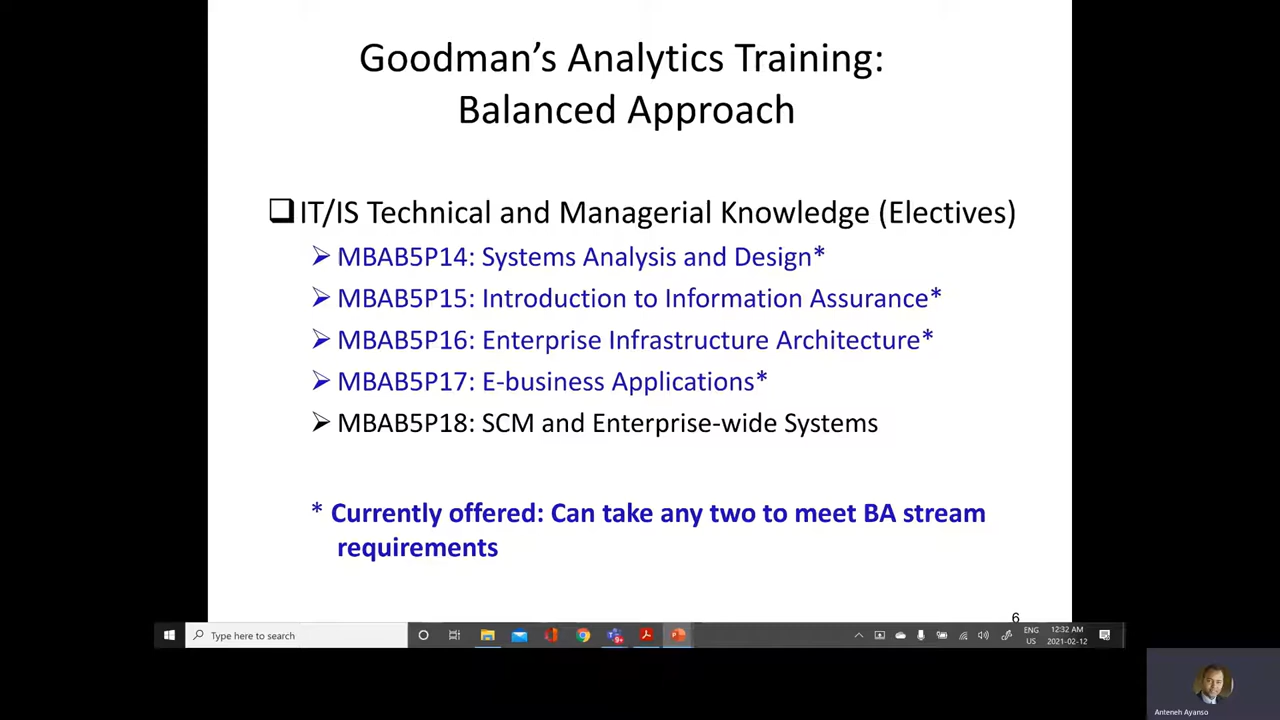 Goodman's Analytics Training:
Balanced Approach
IT/IS Technical and Managerial Knowledge (Electives)
MBAB5P14: Systems Analysis and Design*
MBAB5P15: Introduction to Information Assurance*
MBAB5P16: Enterprise Infrastructure Architecture*
MBAB5P17: E-business Applications*
MBAB5P18: SCM and Enterprise-wide Systems
* Currently offered: Can take any two to meet BA stream
requirements
6
Type here to search
ENG
US
12:32 AM
2021-02-12
Anteneh Ayanso